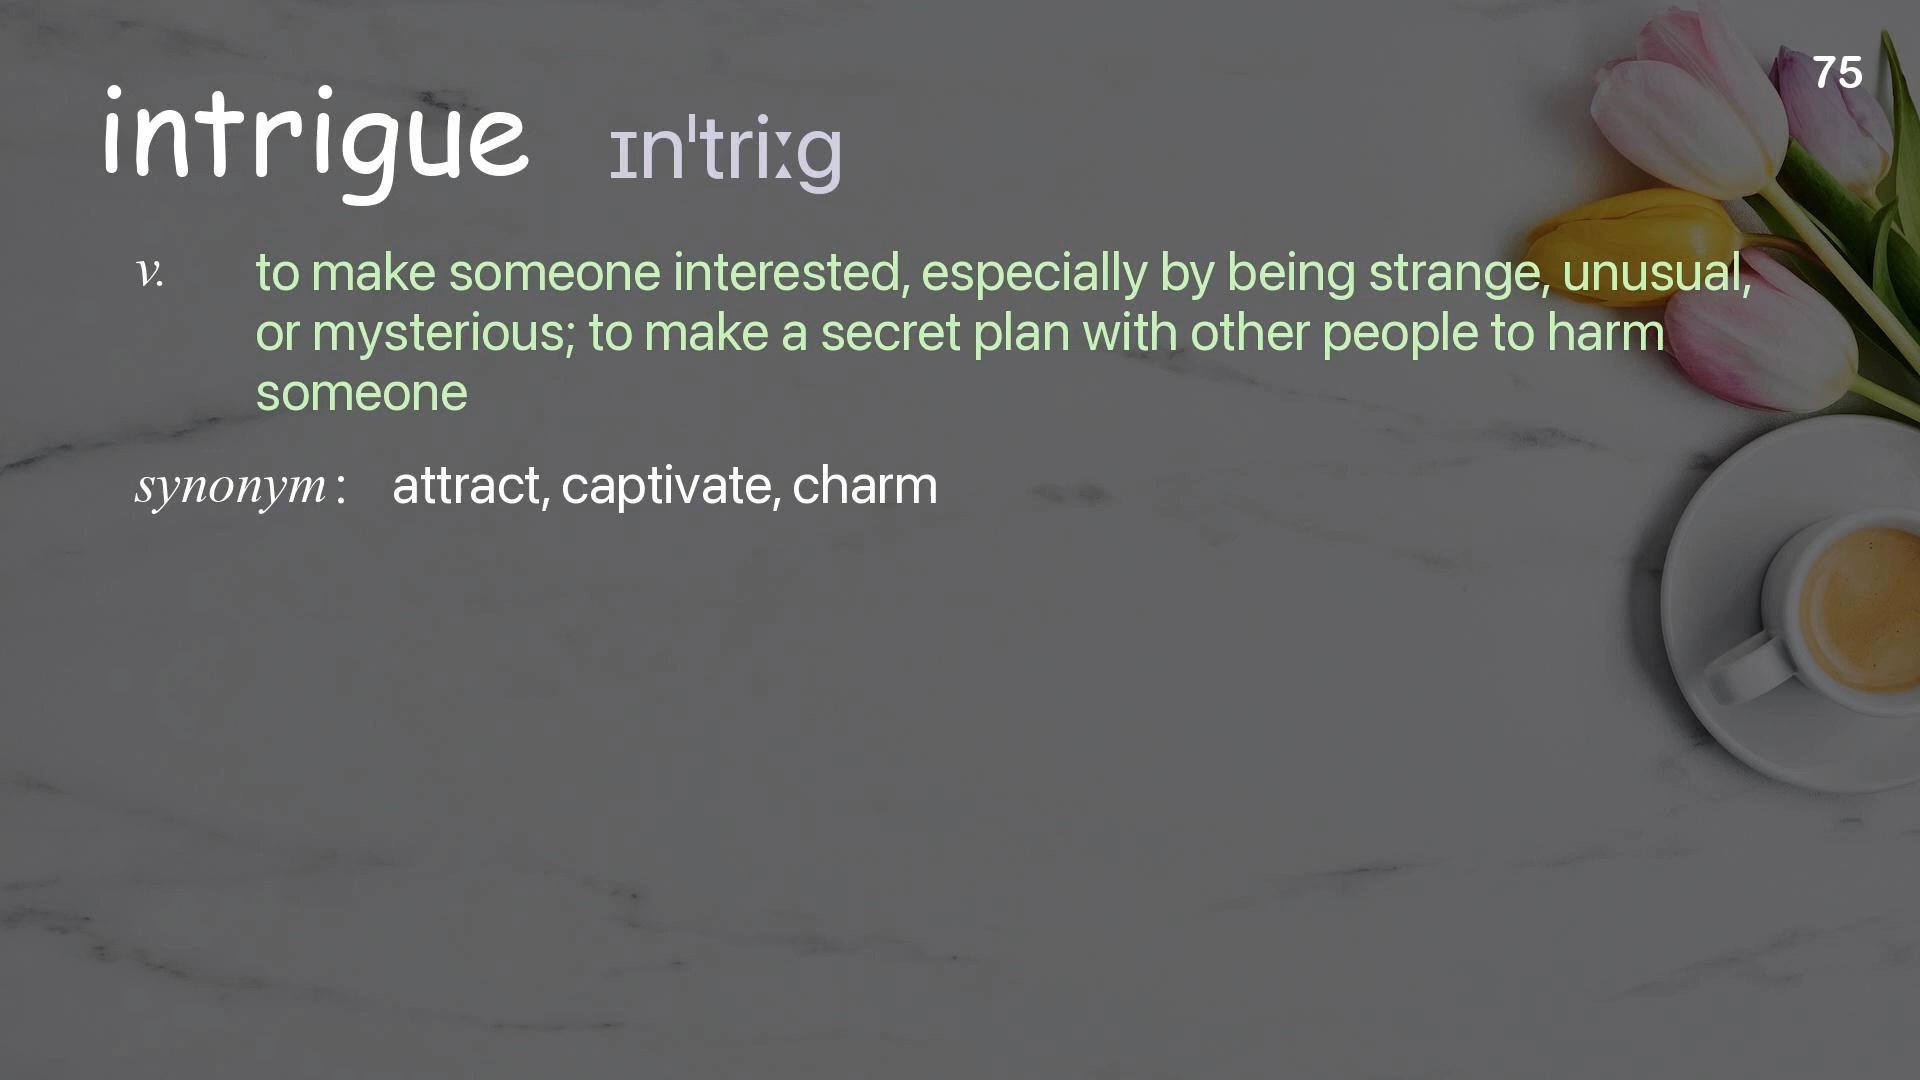 75
intrigue ɪnˈtriːg
v. to make someone interested, especially by being strange, unusual,
or mysterious; to make a secret plan with other people to harm
someone
synonym : attract, captivate, charm